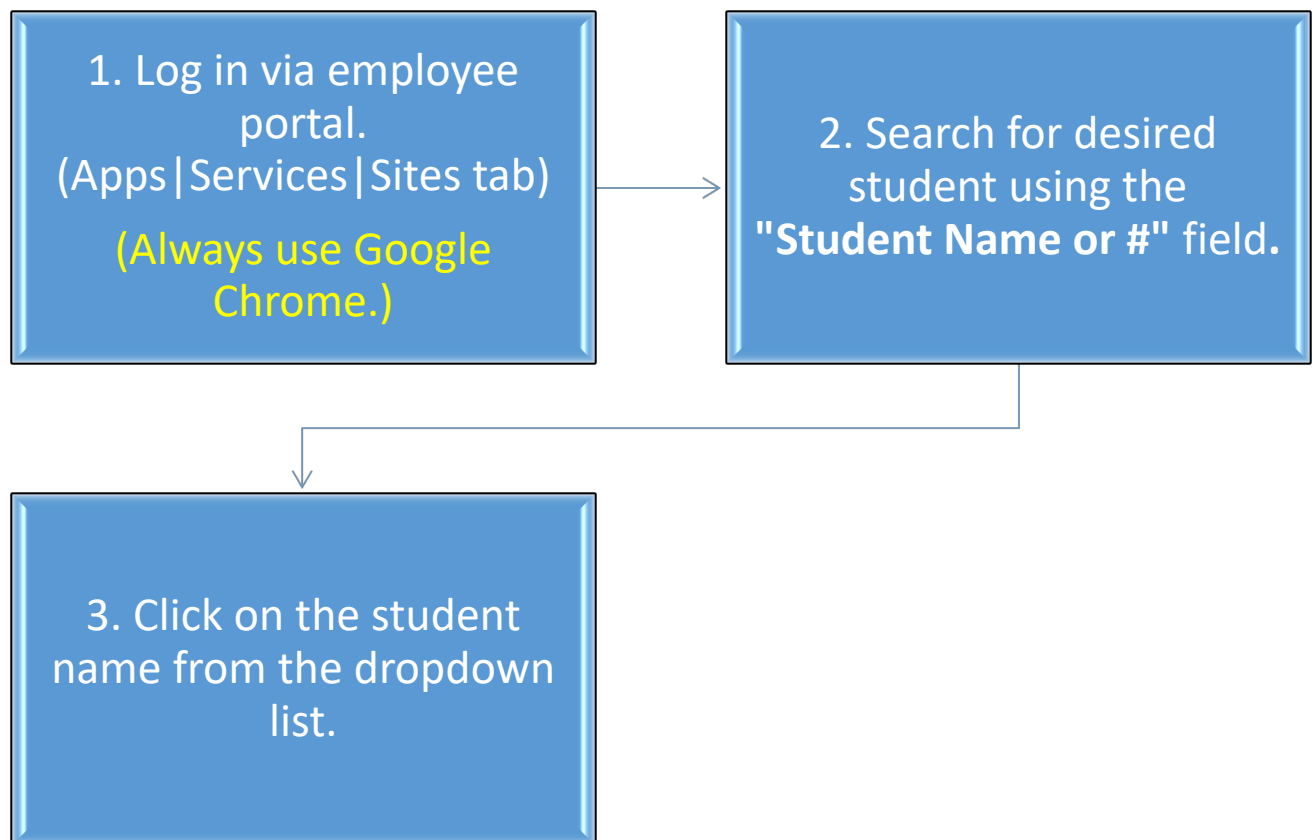 1. Log in via employee
portal.
(Apps|Services|Sites tab)
(Always use Google
Chrome.)
2. Search for desired
student using the
"Student Name or #" field.
3. Click on the student
name from the dropdown
list.